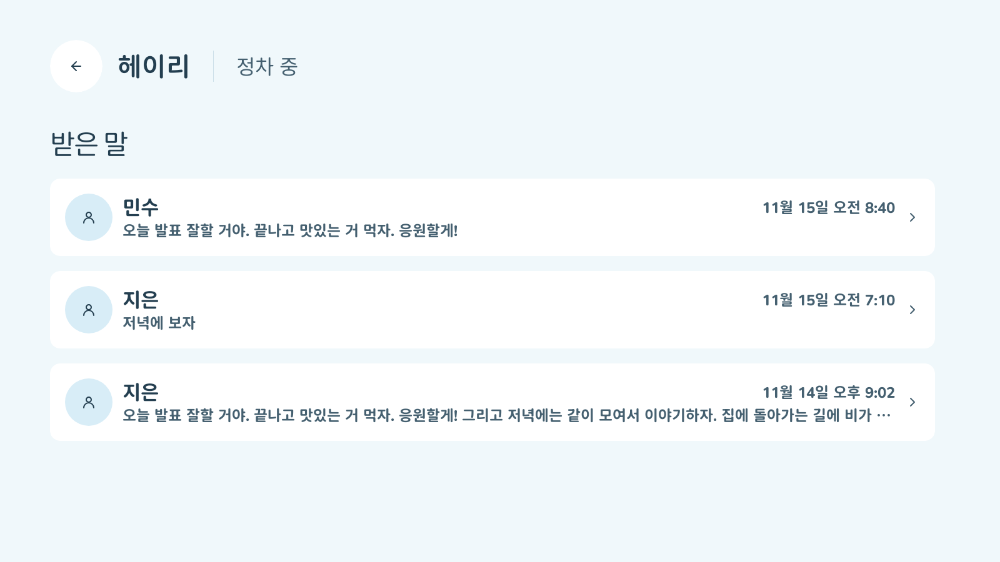 헤이리
정차 중
받은 말
민수
11월 15일 오전 8:40
오늘 발표 잘할 거야. 끝나고 맛있는 거 먹자. 응원할게!
지은
11월 15일 오전 7:10
저녁에 보자
지은
11월 14일 오후 9:02
오늘 발표 잘할 거야. 끝나고 맛있는 거 먹자. 응원할게! 그리고 저녁에는 같이 모여서 이야기하자. 집에 돌아가는 길에 비가 …